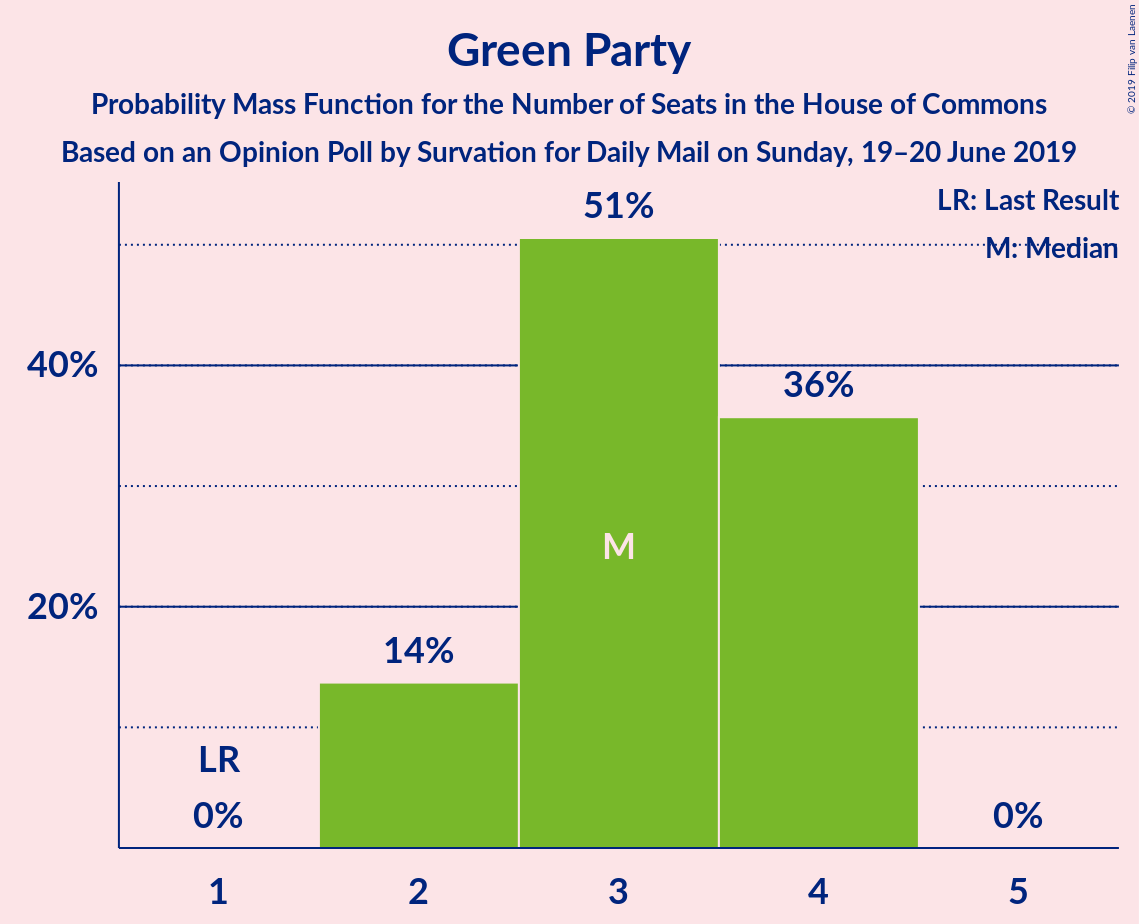 Green Party
Probability Mass Function for the Number of Seats in the House of Commons
Based on an Opinion Poll by Survation for Daily Mail on Sunday, 19–20 June 2019
© 2019 Filip van Laenen
LR: Last Result
M: Median
51%
40%
36%
M
20%
14%
LR
0%
0%
1 2 3 4 5